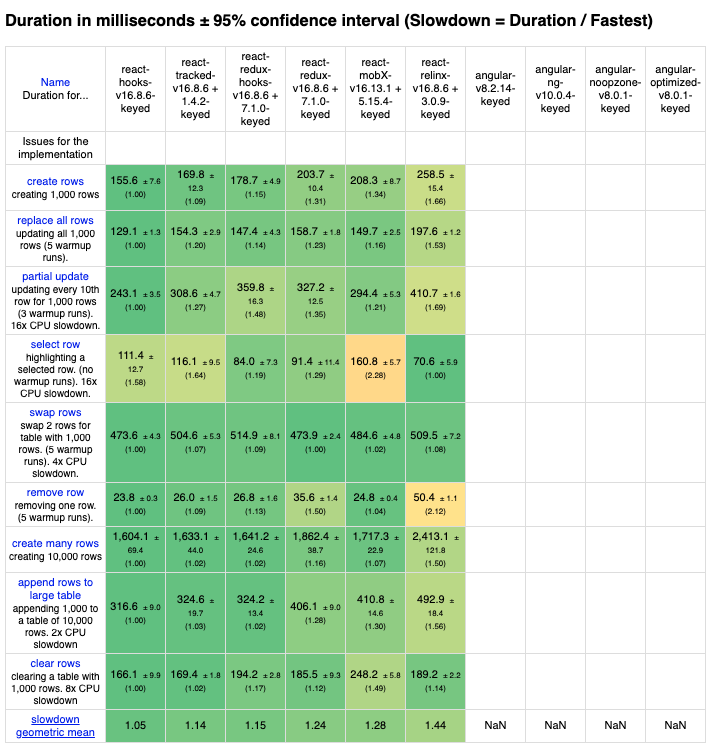 Duration in milliseconds ± 95% confidence interval (Slowdown = Duration / Fastest)
Name
Duration for...
react-
hooks-
v16.8.6-
keyed
react-
tracked-
v16.8.6 +
1.4.2-
keyed
react-
redux-
hooks-
v16.8.6 +
7.1.0-
keyed
react-
redux-
v16.8.6 +
7.1.0-
keyed
react-
mobX-
v16.13.1 +
5.15.4-
keyed
react-
relinx-
v16.8.6 +
3.0.9-
keyed
angular-
v8.2.14-
keyed
angular-
ng-
v10.0.4-
keyed
angular-
noopzone-
v8.0.1-
keyed
angular-
optimized-
v8.0.1-
keyed
Issues for the
implementation
create rows
creating 1,000 rows
155.6 ± 7.6
(1.00)
169.8 ±
12.3
(1.09)
178.7 ± 4.9
(1.15)
203.7 ±
10.4
(1.31)
208.3 ± 8.7
(1.34)
258.5 ±
15.4
(1.66)
replace all rows
updating all 1,000
rows (5 warmup
runs).
129.1 ± 1.3
(1.00)
154.3 ± 2.9
(1.20)
147.4 ± 4.3
(1.14)
158.7 ± 1.8
(1.23)
149.7 ± 2.5
(1.16)
197.6 ± 1.2
(1.53)
partial update
updating every 10th
row for 1,000 rows
(3 warmup runs).
16x CPU slowdown.
243.1 ± 3.5
(1.00)
308.6 ± 4.7
(1.27)
359.8 ±
16.3
(1.48)
327.2 ±
12.5
(1.35)
294.4 ± 5.3
(1.21)
410.7 ± 1.6
(1.69)
select row
highlighting a
selected row. (no
warmup runs). 16x
CPU slowdown.
111.4 ±
12.7
(1.58)
116.1 ± 9.5
(1.64)
84.0 ± 7.3
(1.19)
91.4 ± 11.4
(1.29)
160.8 ± 5.7
(2.28)
70.6 ± 5.9
(1.00)
swap rows
swap 2 rows for
table with 1,000
rows. (5 warmup
runs). 4x CPU
slowdown.
473.6 ± 4.3
(1.00)
504.6 ± 5.3
(1.07)
514.9 ± 8.1
(1.09)
473.9 ± 2.4
(1.00)
484.6 ± 4.8
(1.02)
509.5 ± 7.2
(1.08)
remove row
removing one row.
(5 warmup runs).
23.8 ± 0.3
(1.00)
26.0 ± 1.5
(1.09)
26.8 ± 1.6
(1.13)
35.6 ± 1.4
(1.50)
24.8 ± 0.4
(1.04)
50.4 ± 1.1
(2.12)
create many rows
creating 10,000 rows
1,604.1 ±
69.4
(1.00)
1,633.1 ±
44.0
(1.02)
1,641.2 ±
24.6
(1.02)
1,862.4 ±
38.7
(1.16)
1,717.3 ±
22.9
(1.07)
2,413.1 ±
121.8
(1.50)
append rows to
large table
appending 1,000 to
a table of 10,000
rows. 2x CPU
slowdown
316.6 ± 9.0
(1.00)
324.6 ±
19.7
(1.03)
324.2 ±
13.4
(1.02)
406.1 ± 9.0
(1.28)
410.8 ±
14.6
(1.30)
492.9 ±
18.4
(1.56)
clear rows
clearing a table with
1,000 rows. 8x CPU
slowdown
166.1 ± 9.9
(1.00)
169.4 ± 1.8
(1.02)
194.2 ± 2.8
(1.17)
185.5 ± 9.3
(1.12)
248.2 ± 5.8
(1.49)
189.2 ± 2.2
(1.14)
slowdown
geometric mean
1.05
1.14
1.15
1.24
1.28
1.44
NaN
NaN
NaN
NaN